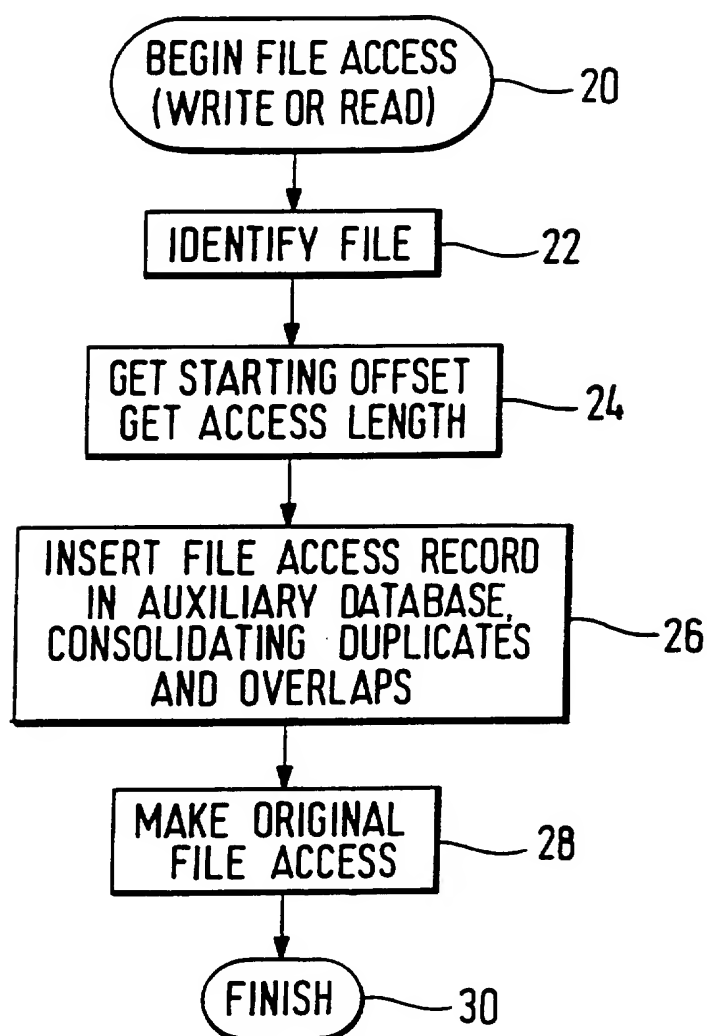 BEGIN FILE ACCESS
(WRITE OR READ)
20
IDENTIFY FILE
22
GET STARTING OFFSET
GET ACCESS LENGTH
24
INSERT FILE ACCESS RECORD
IN AUXILIARY DATABASE,
CONSOLIDATING DUPLICATES
AND OVERLAPS
26
MAKE ORIGINAL
FILE ACCESS
28
FINISH
30